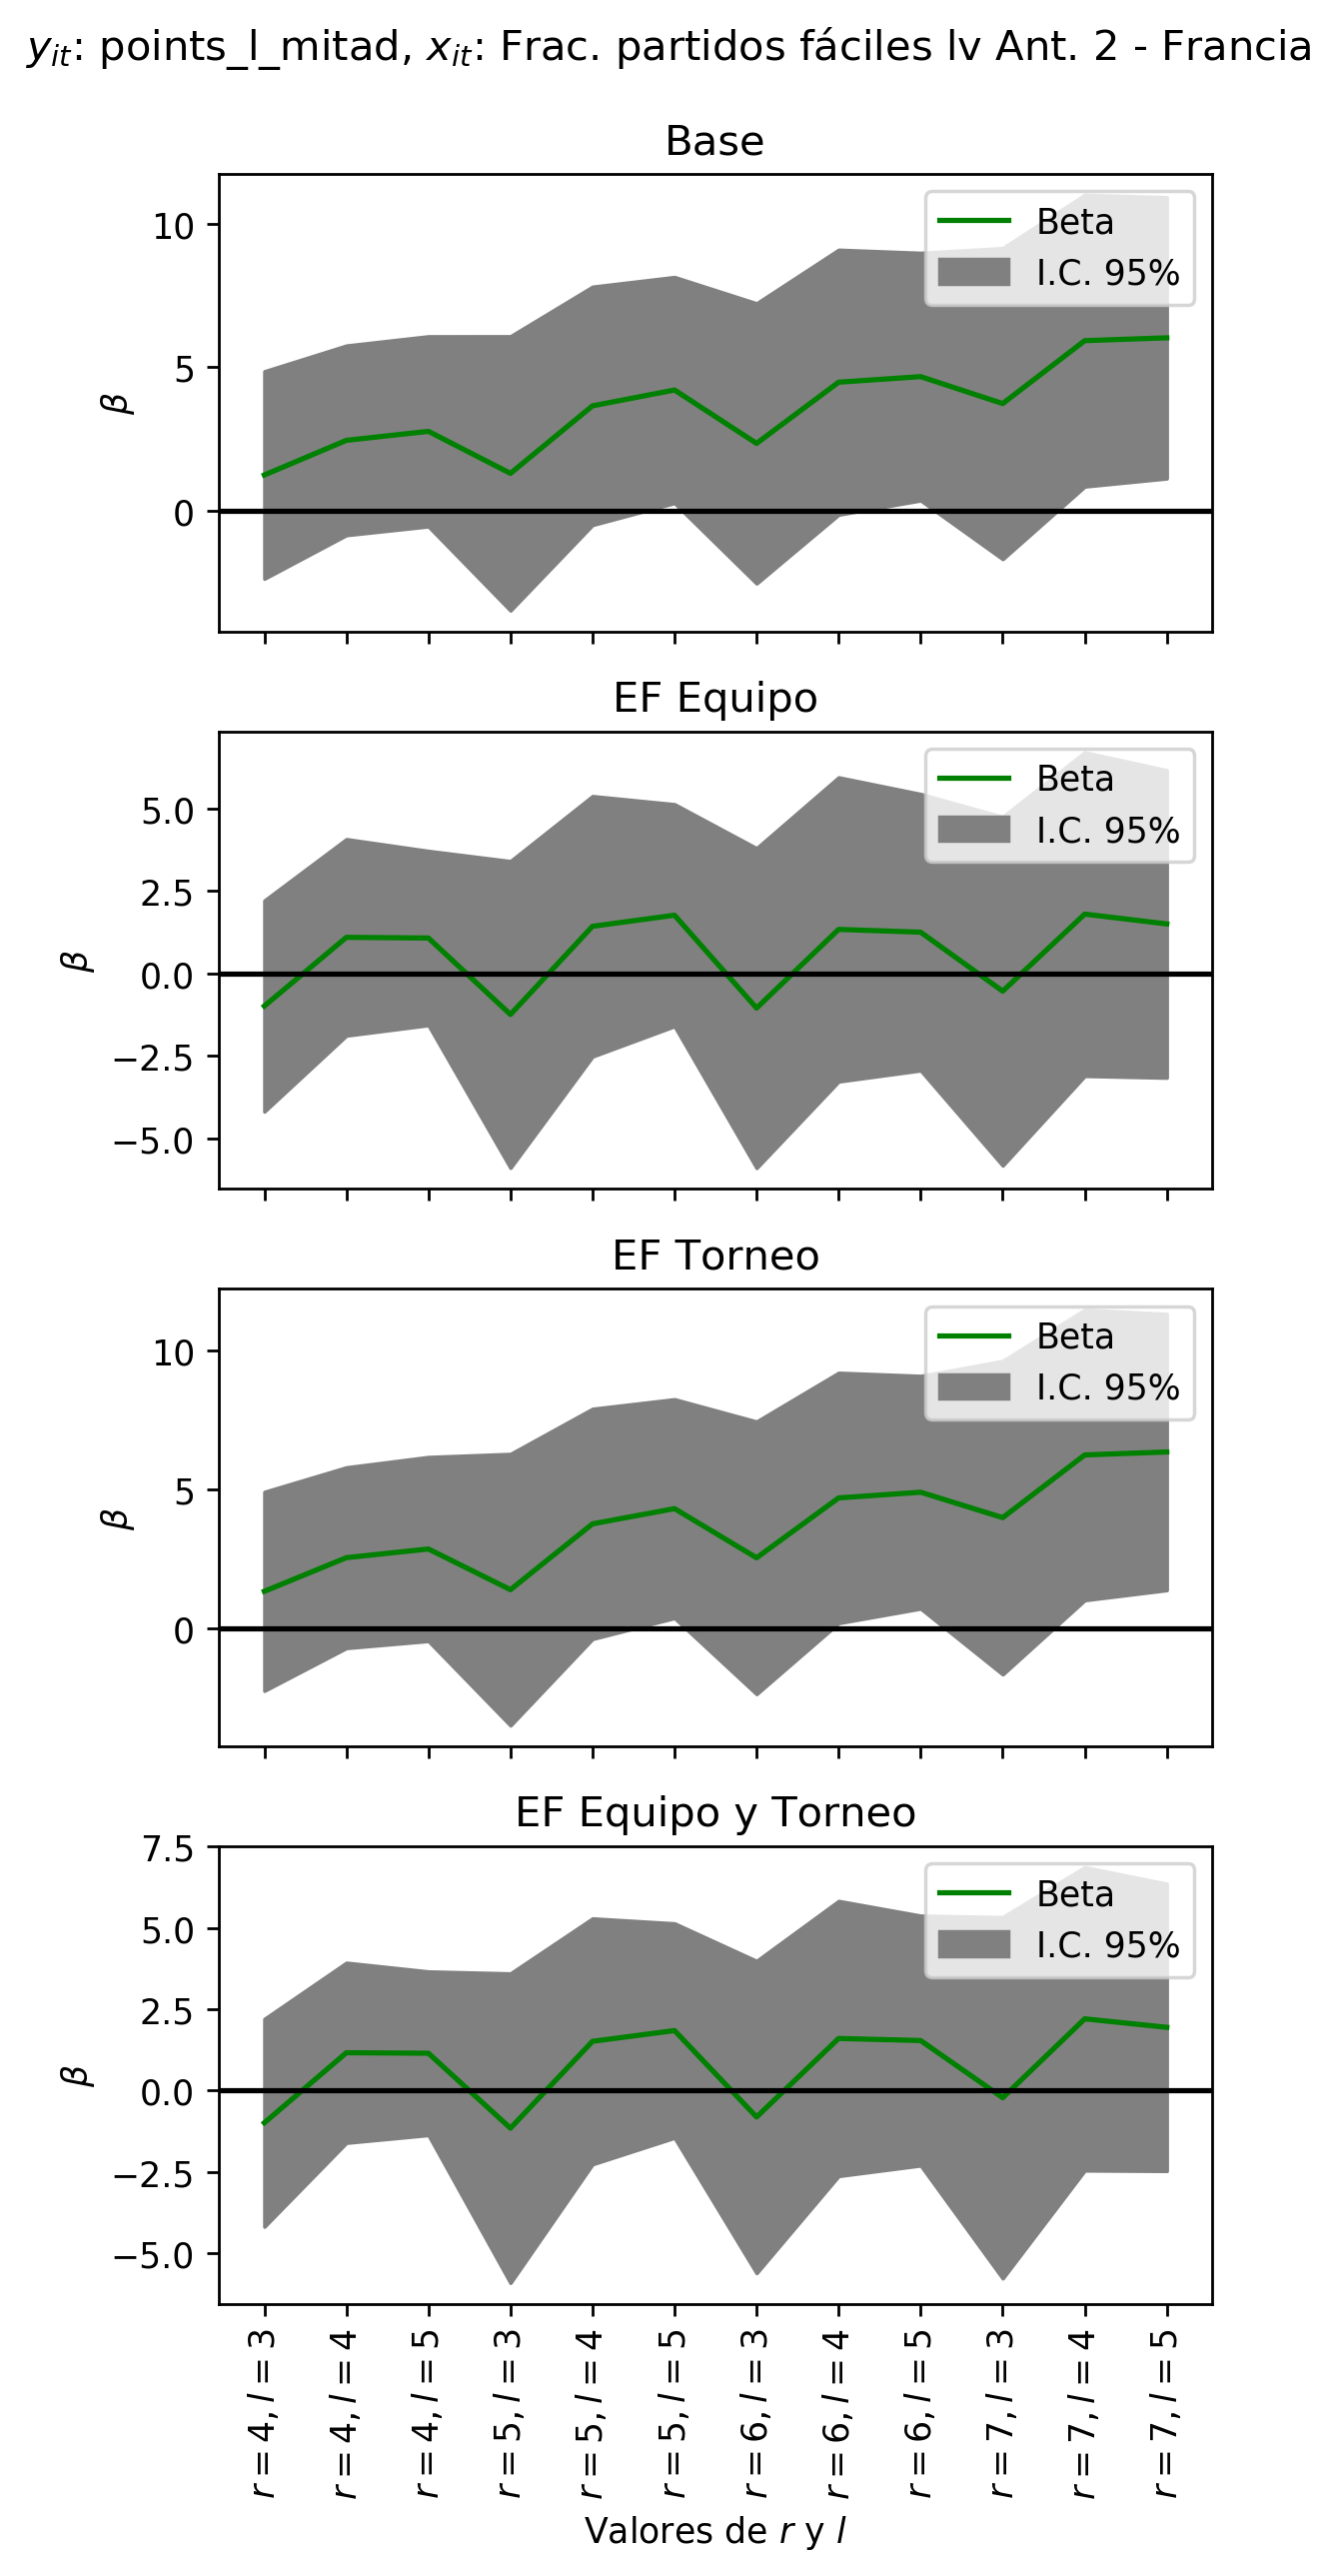 y_it: points_l_mitad, x_it: Frac. partidos fáciles lv Ant. 2 - Francia
Base
10
5
0
β
Beta
I.C. 95%
EF Equipo
5.0
2.5
0.0
−2.5
−5.0
β
Beta
I.C. 95%
EF Torneo
10
5
0
β
Beta
I.C. 95%
EF Equipo y Torneo
7.5
5.0
2.5
0.0
−2.5
−5.0
β
Beta
I.C. 95%
r = 4, l = 3
r = 4, l = 4
r = 4, l = 5
r = 5, l = 3
r = 5, l = 4
r = 5, l = 5
r = 6, l = 3
r = 6, l = 4
r = 6, l = 5
r = 7, l = 3
r = 7, l = 4
r = 7, l = 5
Valores de r y l